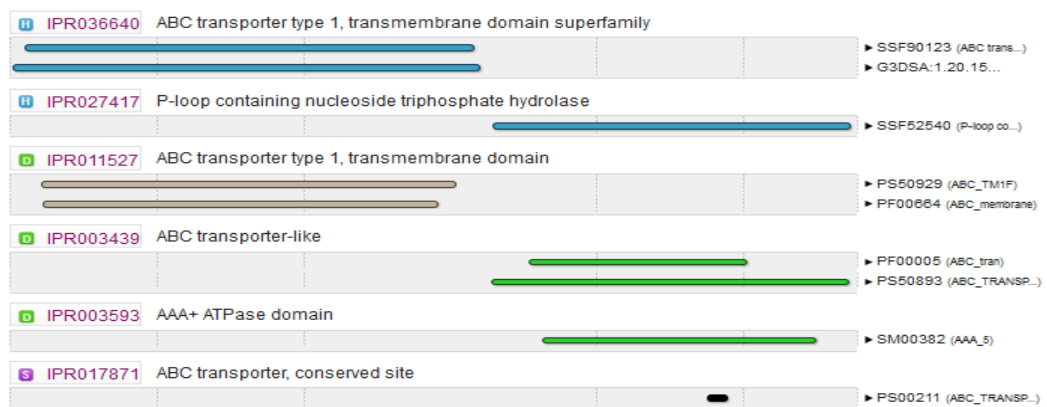 H IPR036640 ABC transporter type 1, transmembrane domain superfamily
► SSF90123 (ABC trans...)
► G3DSA:1.20.15...
H IPR027417 P-loop containing nucleoside triphosphate hydrolase
► SSF52540 (P-loop co...)
D IPR011527 ABC transporter type 1, transmembrane domain
► PS50929 (ABC_TM1F)
► PF00664 (ABC_membrane)
D IPR003439 ABC transporter-like
► PF00005 (ABC_tran)
► PS50893 (ABC_TRANSP...)
D IPR003593 AAA+ ATPase domain
► SM00382 (AAA_5)
S IPR017871 ABC transporter, conserved site
► PS00211 (ABC_TRANSP...)